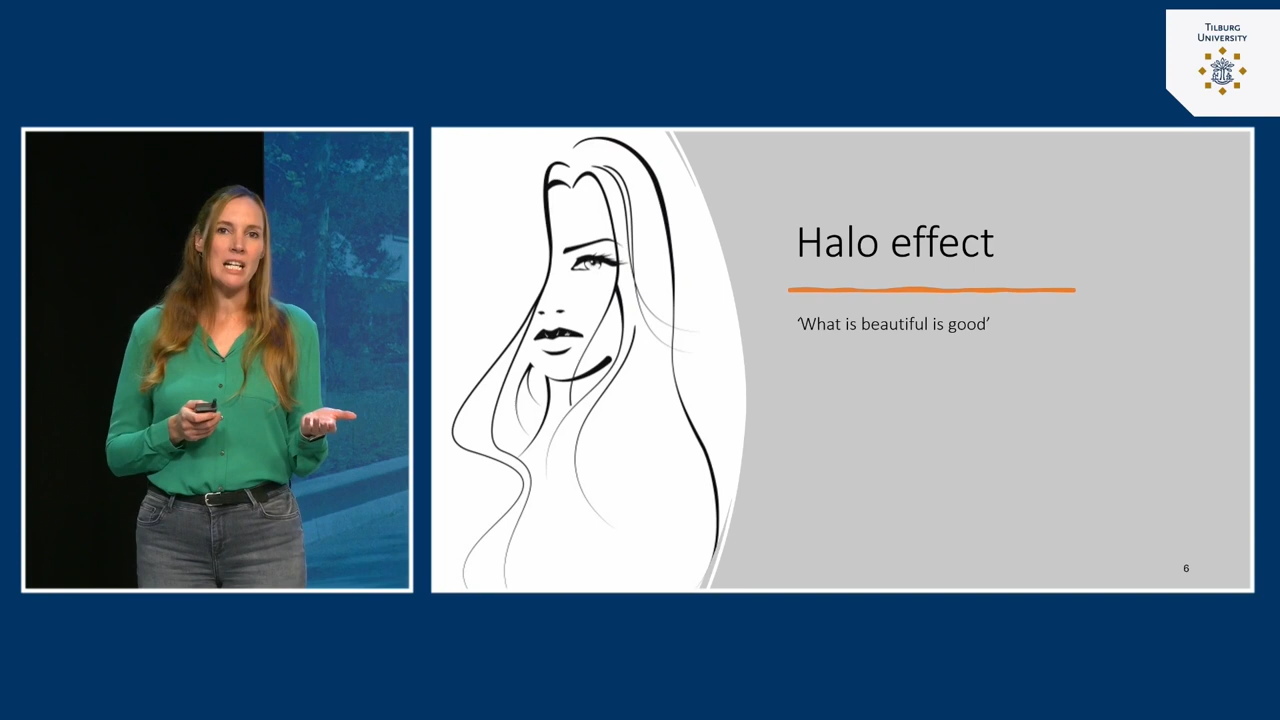 TILBURG
UNIVERSITY
Halo effect
‘What is beautiful is good’
6